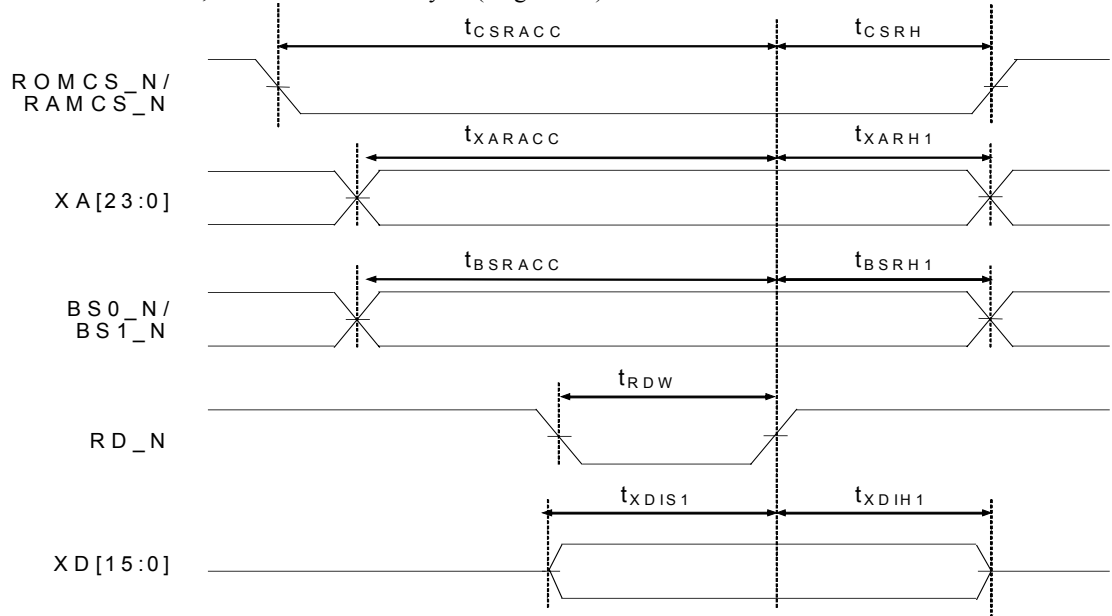 tCSRACC tCSRH
ROMCS_N/
RAMCS_N
tXARACC tXARH1
XA[23:0]
tBSRACC tBSRH1
BS0_N/
BS1_N
tRDW
RD_N
tXDIS1 tXDIH1
XD[15:0]